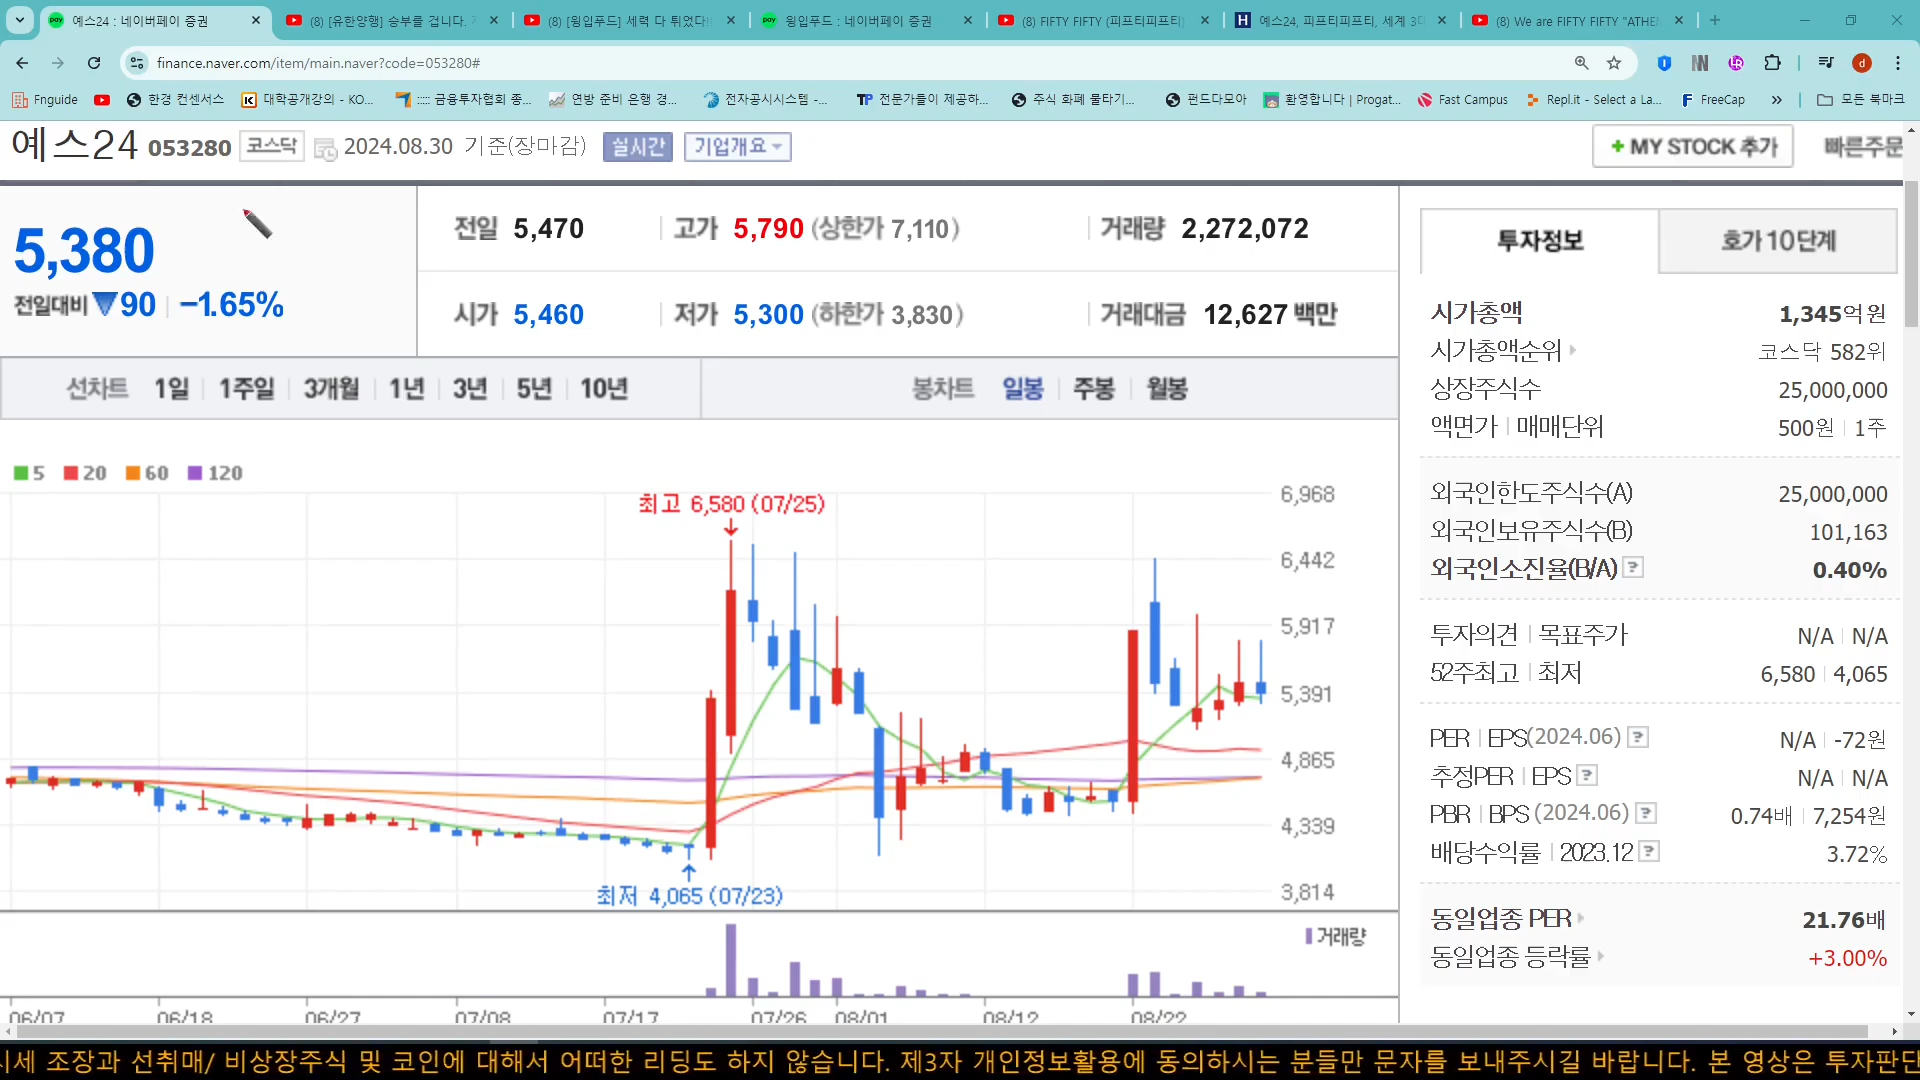 예스24 : 네이버페이 증권
(8) [유한양행] 승부를 겁니다.
(8) [윙입푸드] 세력 다 튀었다!
윙입푸드 : 네이버페이 증권
(8) FIFTY FIFTY (피프티피프티)
예스24, 피프티피프티, 세계 3대
(8) We are FIFTY FIFTY "ATHE
finance.naver.com/item/main.naver?code=053280#
Fnguide
한경 컨센서스
대학공개강의 - KO...
::::: 금융투자협회 종...
연방 준비 은행 경...
전자공시시스템 -...
전문가들이 제공하...
주식 화폐 물타기...
펀드다모아
환영합니다 | Progat...
Fast Campus
Repl.it - Select a La...
FreeCap
모든 북마크
예스24 053280 코스닥 2024.08.30 기준(장마감) 실시간 기업개요
+ MY STOCK 추가 빠른주문
5,380
전일대비 ▼90 | −1.65%
전일 5,470 | 고가 5,790 (상한가 7,110) | 거래량 2,272,072
시가 5,460 | 저가 5,300 (하한가 3,830) | 거래대금 12,627 백만
선차트 1일 | 1주일 | 3개월 | 1년 | 3년 | 5년 | 10년
봉차트 일봉 | 주봉 | 월봉
5 20 60 120
최고 6,580 (07/25)
최저 4,065 (07/23)
6,968
6,442
5,917
5,391
4,865
4,339
3,814
거래량
06/07 06/18 06/27 07/08 07/17 07/26 08/01 08/12 08/22
투자정보 호가 10단계
시가총액 1,345억원
시가총액순위 코스닥 582위
상장주식수 25,000,000
액면가 | 매매단위 500원 | 1주
외국인한도주식수(A) 25,000,000
외국인보유주식수(B) 101,163
외국인소진율(B/A) ? 0.40%
투자의견 | 목표주가 N/A | N/A
52주최고 | 최저 6,580 | 4,065
PER | EPS(2024.06) ? N/A | -72원
추정PER | EPS ? N/A | N/A
PBR | BPS (2024.06) ? 0.74배 | 7,254원
배당수익률 | 2023.12 ? 3.72%
동일업종 PER 21.76배
동일업종 등락률 +3.00%
시세 조장과 선취매/ 비상장주식 및 코인에 대해서 어떠한 리딩도 하지 않습니다. 제3자 개인정보활용에 동의하시는 분들만 문자를 보내주시길 바랍니다. 본 영상은 투자판단